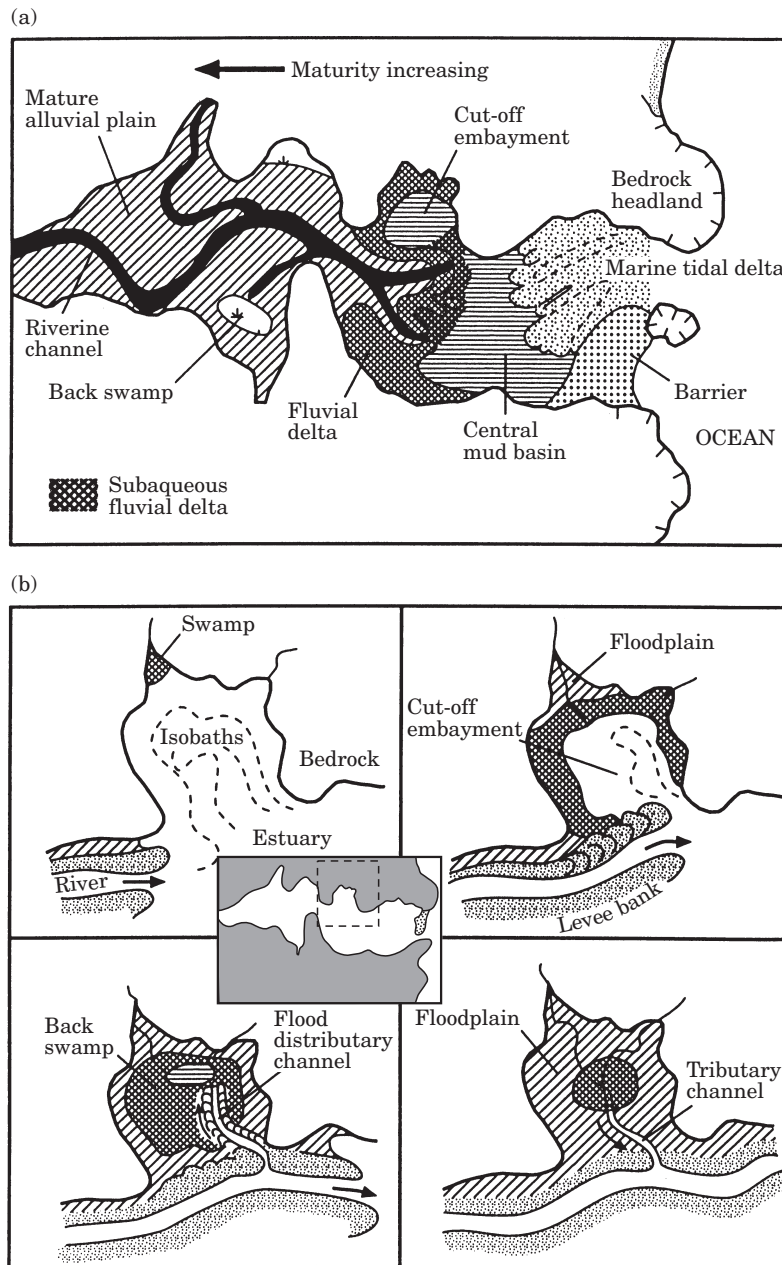 (a)
Maturity increasing
Mature
alluvial plain
Cut-off
embayment
Bedrock
headland
Marine tidal delta
Riverine
channel
Back swamp
Fluvial
delta
Central
mud basin
Barrier
OCEAN
Subaqueous
fluvial delta
(b)
Swamp
Isobaths
Bedrock
Estuary
River
Floodplain
Cut-off
embayment
Levee bank
Back
swamp
Flood
distributary
channel
Floodplain
Tributary
channel